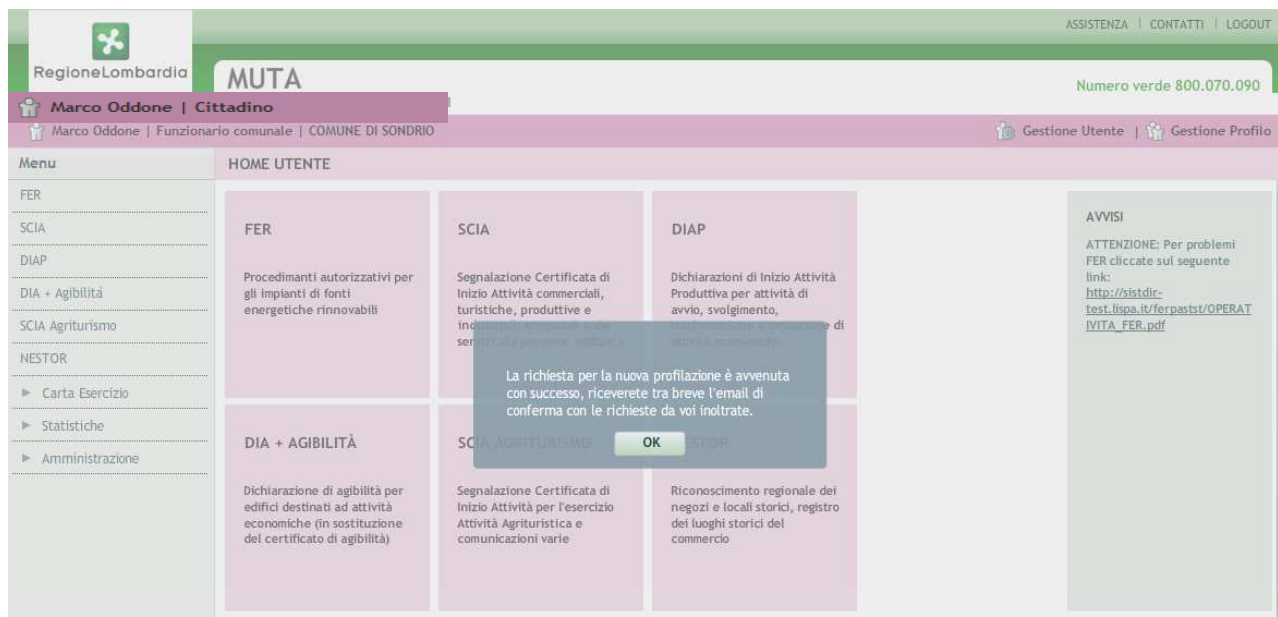 ASSISTENZA | CONTATTI | LOGOUT
RegioneLombardia
MUTA
Numero verde 800.070.090
Marco Oddone | Cittadino
Marco Oddone | Funzionario comunale | COMUNE DI SONDRIO
Gestione Utente | Gestione Profilo
Menu
HOME UTENTE
FER
SCIA
DIAP
DIA + Agibilità
SCIA Agriturismo
NESTOR
► Carta Esercizio
► Statistiche
► Amministrazione
FER
Procedimanti autorizzativi per
gli impianti di fonti
energetiche rinnovabili
SCIA
Segnalazione Certificata di
Inizio Attività commerciali,
turistiche, produttive e
DIAP
Dichiarazioni di Inizio Attività
Produttiva per attività di
avvio, svolgimento,
di
La richiesta per la nuova profilazione è avvenuta
con successo, riceverete tra breve l'email di
conferma con le richieste da voi inoltrate.
OK
DIA + AGIBILITÀ
Dichiarazione di agibilità per
edifici destinati ad attività
economiche (in sostituzione
del certificato di agibilità)
SCIA AGRITURISMO
Segnalazione Certificata di
Inizio Attività per l'esercizio
Attività Agrituristica e
comunicazioni varie
NESTOR
Riconoscimento regionale dei
negozi e locali storici, registro
dei luoghi storici del
commercio
AVVISI
ATTENZIONE: Per problemi
FER cliccate sul seguente
link:
http://sistdir-
test.lispa.it/ferpastst/OPERAT
IVITA_FER.pdf